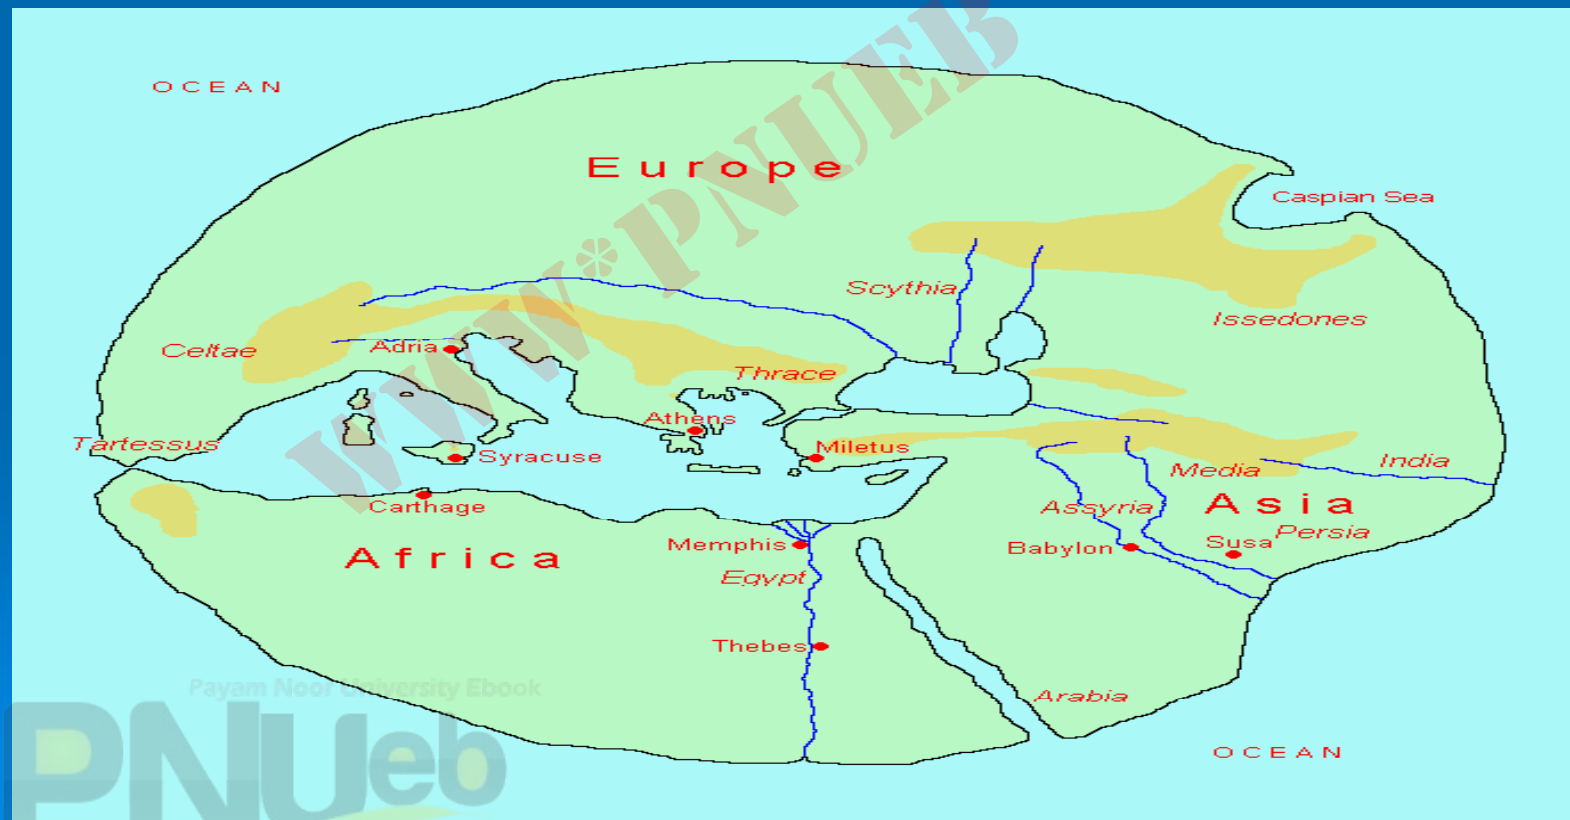 OCEAN
Europe
Caspian Sea
Scythia
Issedones
Celtae
Adria
Thrace
Athens
Tartessus
Syracuse
Miletus
Media
India
Carthage
Assyria
Asia
Persia
Africa
Memphis
Babylon
Susa
Egypt
Thebes
Arabia
OCEAN
WWW*PNUEB
Payam Noor University Ebook
PNUeb